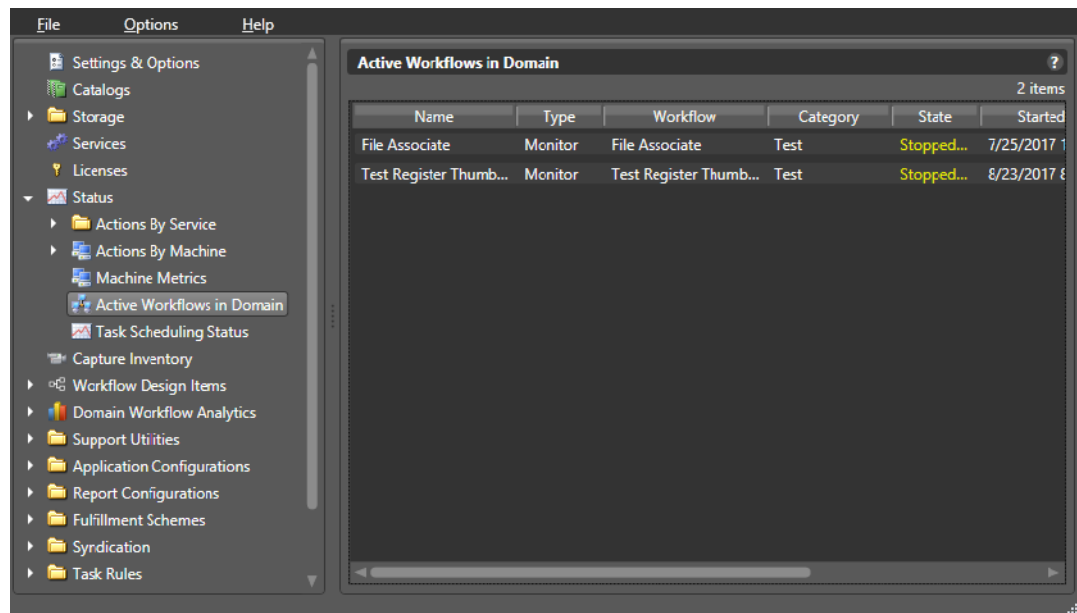 File Options Help
Settings & Options
Catalogs
Storage
Services
Licenses
Status
Actions By Service
Actions By Machine
Machine Metrics
Active Workflows in Domain
Task Scheduling Status
Capture Inventory
Workflow Design Items
Domain Workflow Analytics
Support Utilities
Application Configurations
Report Configurations
Fulfillment Schemes
Syndication
Task Rules
Active Workflows in Domain ?
2 items
Name Type Workflow Category State Started
File Associate Monitor File Associate Test Stopped... 7/25/2017 1
Test Register Thumb... Monitor Test Register Thumb... Test Stopped... 8/23/2017 8